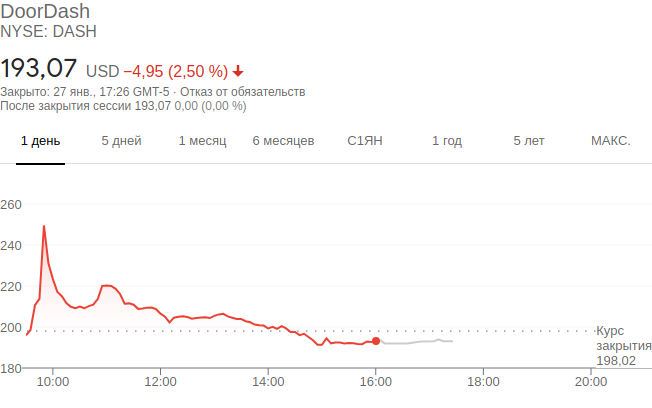 DoorDash
NYSE: DASH
193,07 USD −4,95 (2,50 %)
Закрыто: 27 янв., 17:26 GMT-5 · Отказ от обязательств
После закрытия сессии 193,07 0,00 (0,00 %)
1 день 5 дней 1 месяц 6 месяцев С1ЯН 1 год 5 лет МАКС.
260
240
220
200
Курс
закрытия
198,02
180
10:00 12:00 14:00 16:00 18:00 20:00